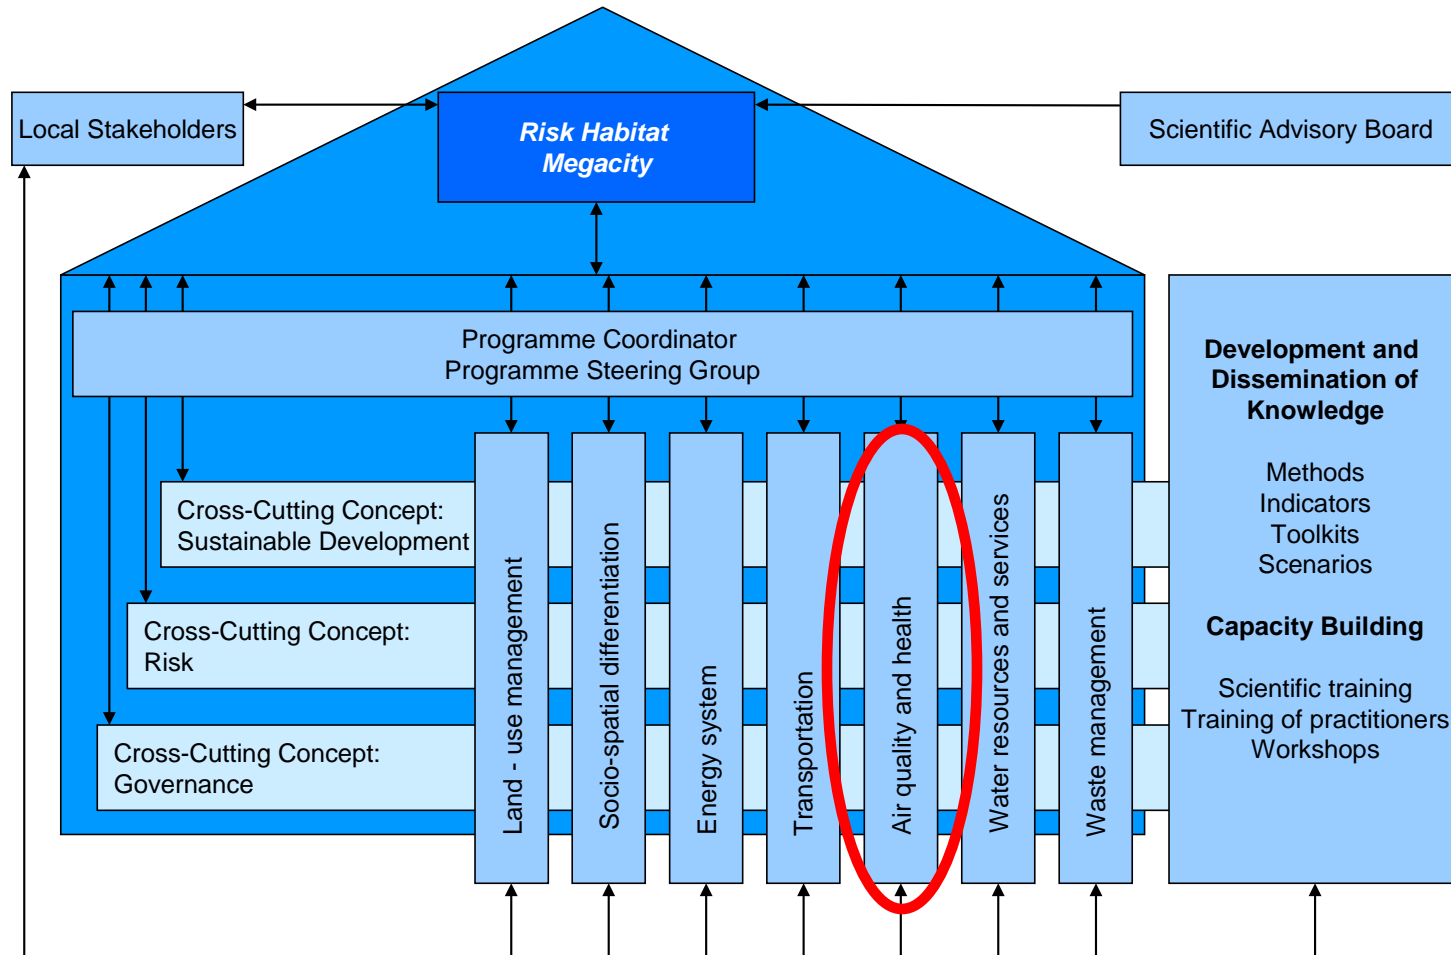 Local Stakeholders
Risk Habitat
Megacity
Scientific Advisory Board
Programme Coordinator
Programme Steering Group
Cross-Cutting Concept:
Sustainable Development
Cross-Cutting Concept:
Risk
Cross-Cutting Concept:
Governance
Land - use management
Socio-spatial differentiation
Energy system
Transportation
Air quality and health
Water resources and services
Waste management
Development and
Dissemination of
Knowledge
Methods
Indicators
Toolkits
Scenarios
Capacity Building
Scientific training
Training of practitioners
Workshops